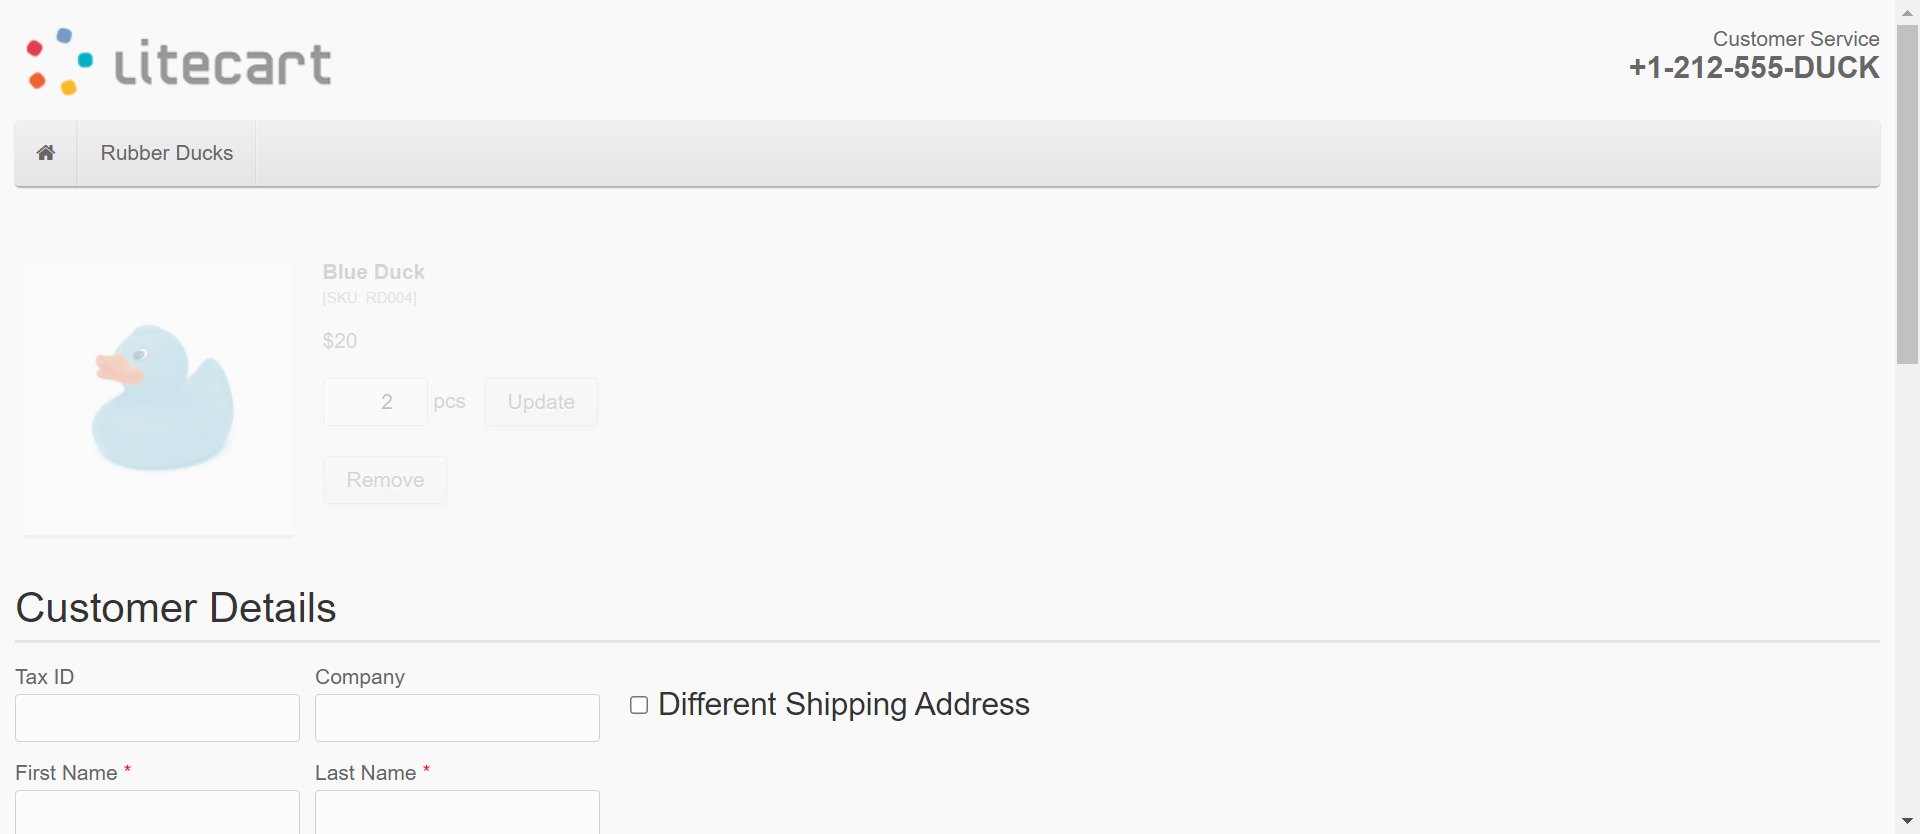 Litecart
Customer Service
+1-212-555-DUCK
Rubber Ducks
Blue Duck
[SKU: RD004]
$20
2 pcs Update
Remove
Customer Details
Tax ID Company
Different Shipping Address
First Name * Last Name *